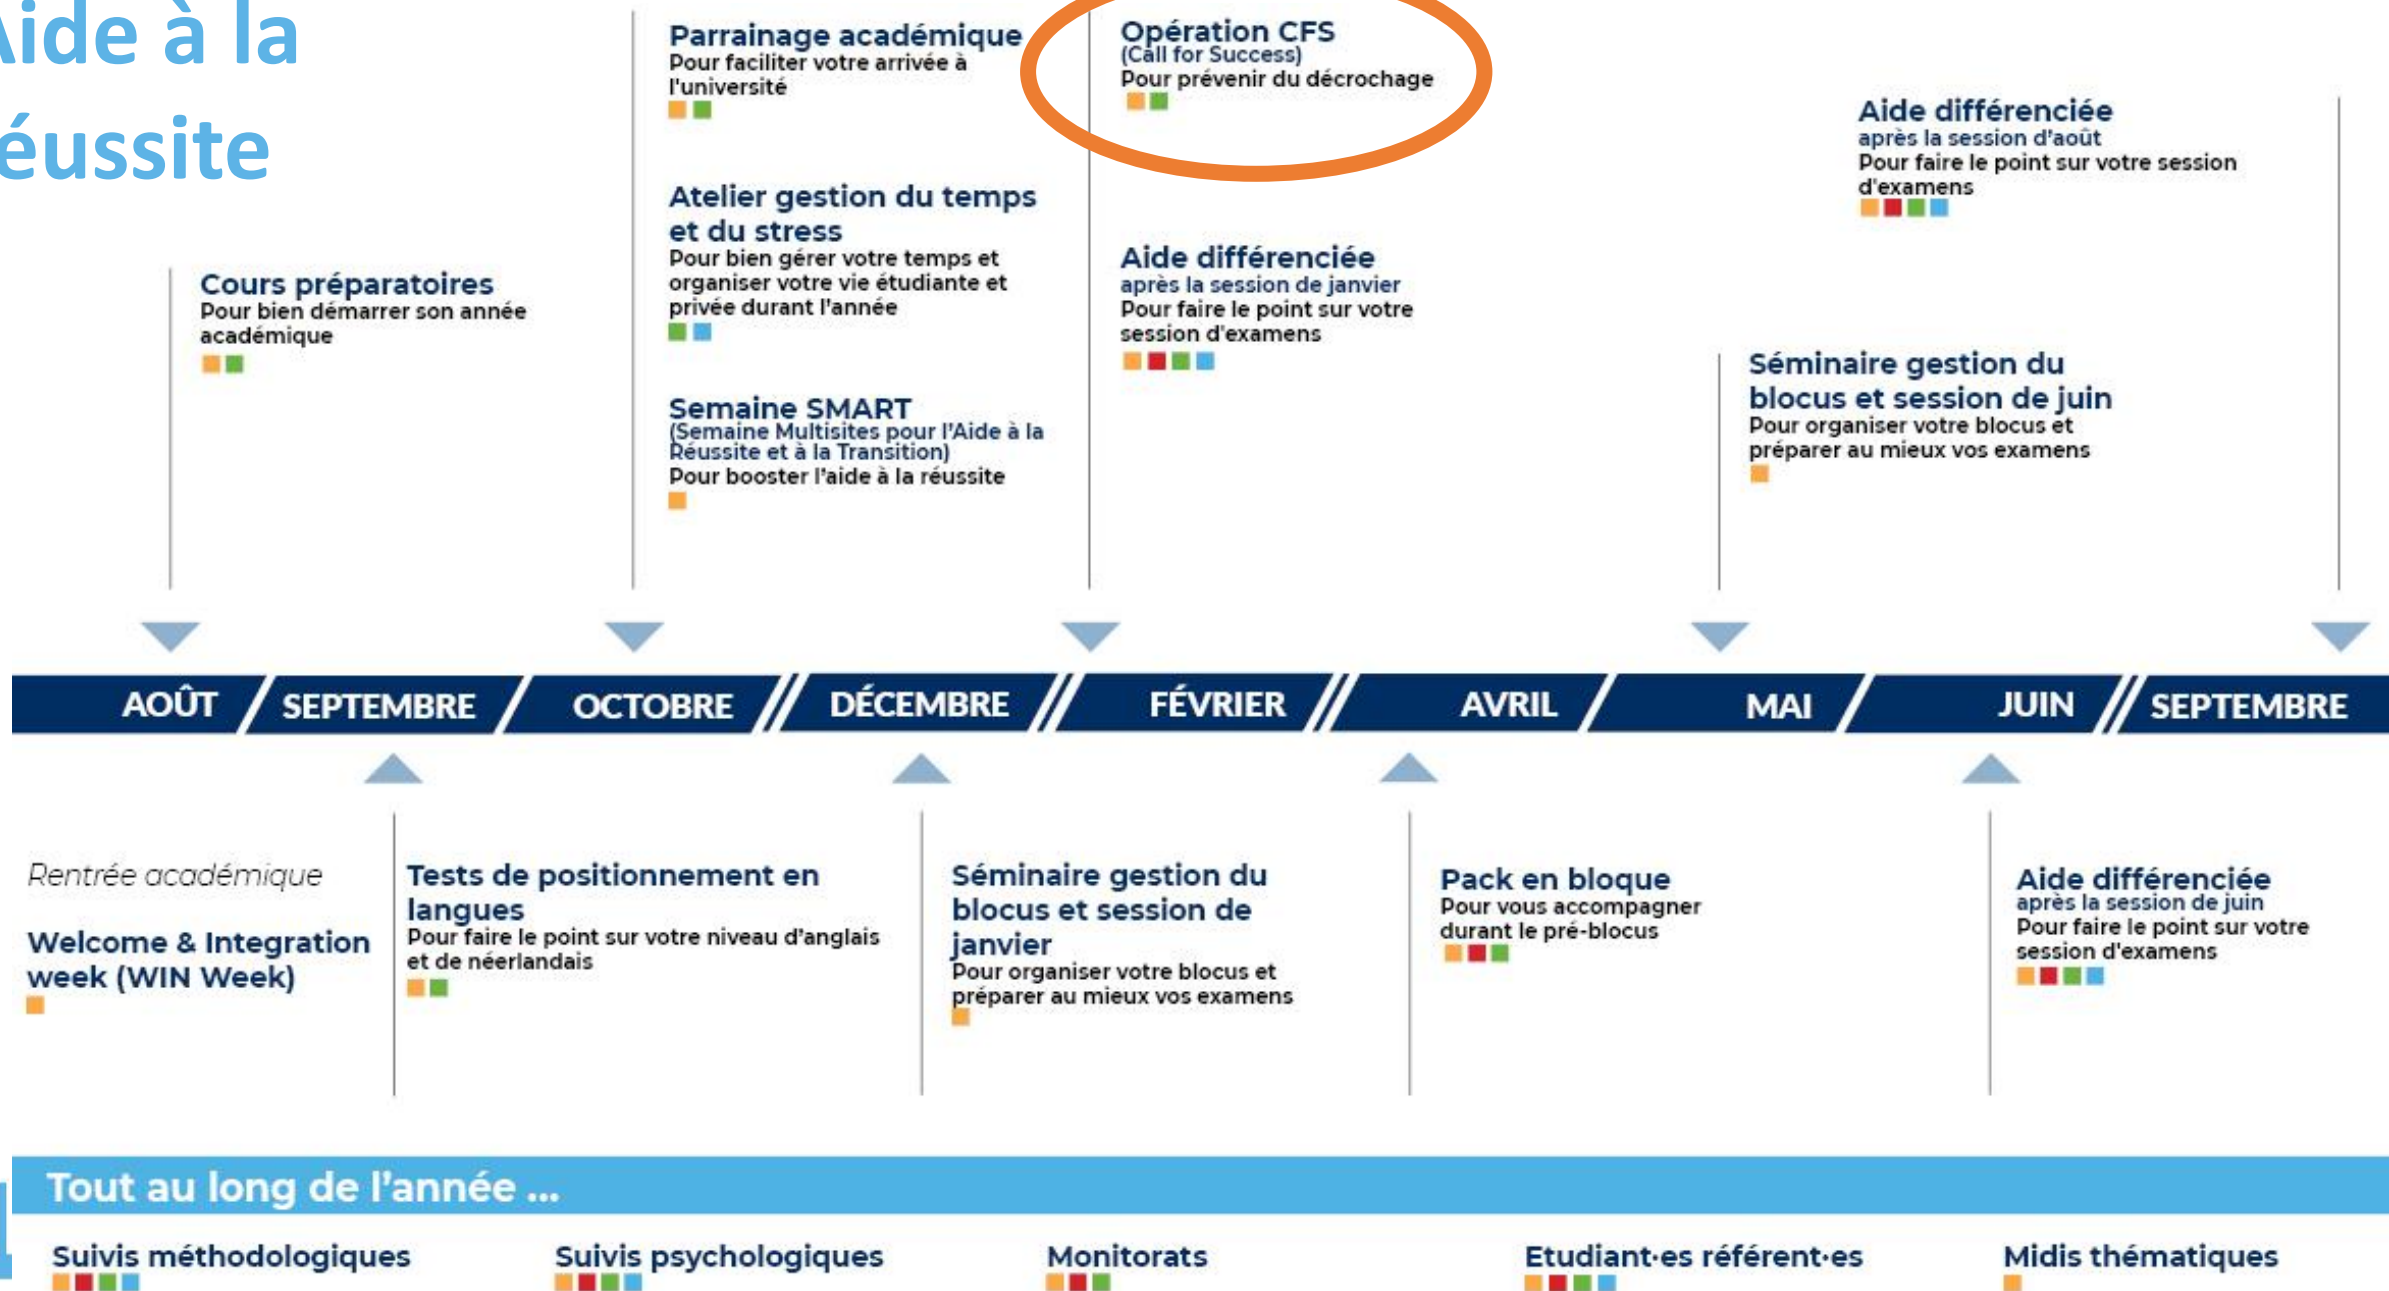 Aide à la
éussite
Parrainage académique
Pour faciliter votre arrivée à
l'université
Opération CFS
(Call for Success)
Pour prévenir du décrochage
Aide différenciée
après la session d'août
Pour faire le point sur votre session
d'examens
Atelier gestion du temps
et du stress
Pour bien gérer votre temps et
organiser votre vie étudiante et
privée durant l'année
Aide différenciée
après la session de janvier
Pour faire le point sur votre
session d'examens
Cours préparatoires
Pour bien démarrer son année
académique
Séminaire gestion du
blocus et session de juin
Pour organiser votre blocus et
préparer au mieux vos examens
Semaine SMART
(Semaine Multisites pour l'Aide à la
Réussite et à la Transition)
Pour booster l'aide à la réussite
AOÛT
SEPTEMBRE
OCTOBRE
DÉCEMBRE
FÉVRIER
AVRIL
MAI
JUIN
SEPTEMBRE
Rentrée académique
Welcome & Integration
week (WIN Week)
Tests de positionnement en
langues
Pour faire le point sur votre niveau d'anglais
et de néerlandais
Séminaire gestion du
blocus et session de
janvier
Pour organiser votre blocus et
préparer au mieux vos examens
Pack en bloque
Pour vous accompagner
durant le pré-blocus
Aide différenciée
après la session de juin
Pour faire le point sur votre
session d'examens
Tout au long de l'année ...
Suivis méthodologiques
Suivis psychologiques
Monitorats
Etudiant·es référent·es
Midis thématiques